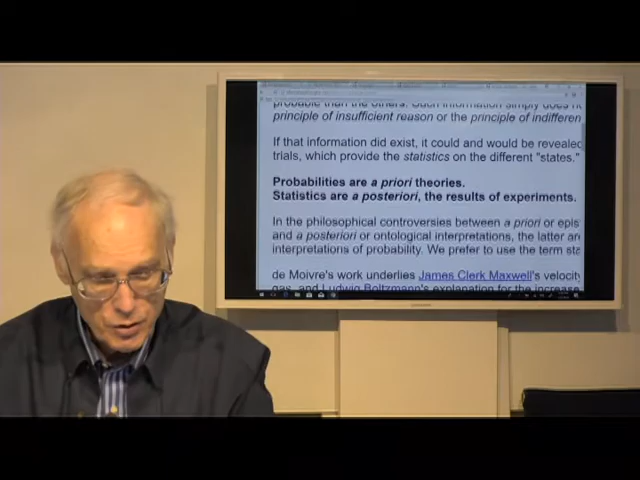 probable than the others. Such information simply does n
principle of insufficient reason or the principle of indifferen
If that information did exist, it could and would be revealed
trials, which provide the statistics on the different "states."
Probabilities are a priori theories.
Statistics are a posteriori, the results of experiments.
In the philosophical controversies between a priori or epis
and a posteriori or ontological interpretations, the latter ar
interpretations of probability. We prefer to use the term sta
de Moivre's work underlies James Clerk Maxwell's velocity
gas, and Ludwig Boltzmann's explanation for the increase